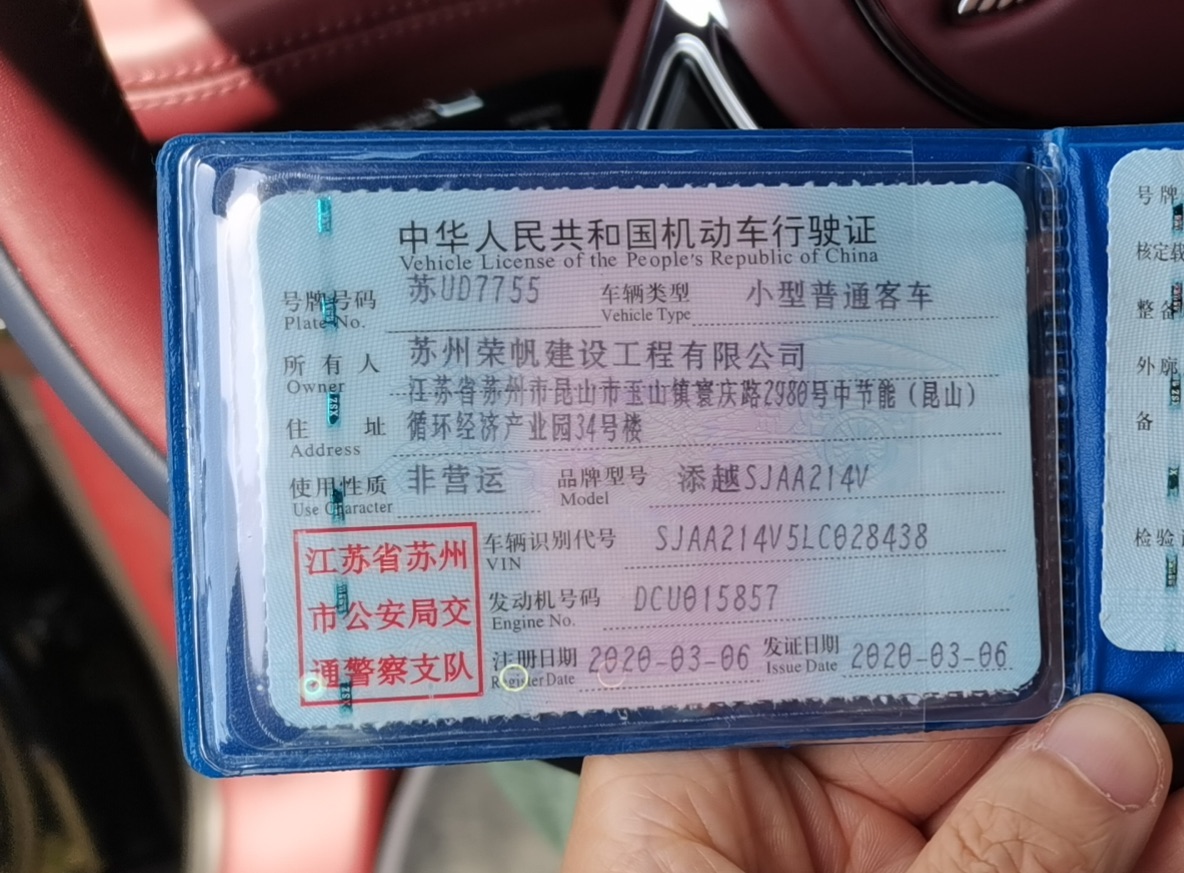 中华人民共和国机动车行驶证
Vehicle License of the People's Republic of China
号牌号码 苏UD7755 车辆类型 小型普通客车
Plate No. Vehicle Type
所有人 苏州荣帆建设工程有限公司
Owner
江苏省苏州市昆山市玉山镇寰庆路2980号中节能（昆山）
住址 循环经济产业园34号楼
Address
使用性质 非营运 品牌型号 添越SJAA214V
Use Character Model
江苏省苏州
市公安局交
通警察支队
车辆识别代号 SJAA214V5LC028438
VIN
发动机号码 DCU015857
Engine No.
注册日期 2020-03-06 发证日期 2020-03-06
Register Date Issue Date
号牌
核定载
整备
外廓
备
检验